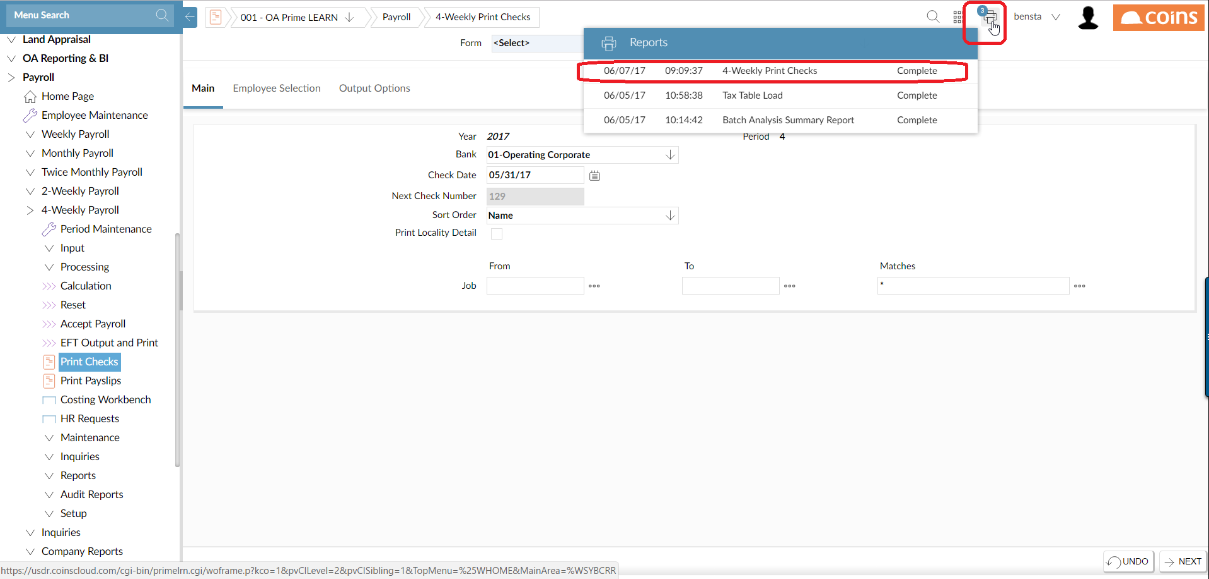 Menu Search
001 - OA Prime LEARN
Payroll
4-Weekly Print Checks
3
bensta
coins
Form <Select>
Reports
06/07/17 09:09:37 4-Weekly Print Checks Complete
06/05/17 10:58:38 Tax Table Load Complete
06/05/17 10:14:42 Batch Analysis Summary Report Complete
Land Appraisal
OA Reporting & BI
Payroll
Home Page
Employee Maintenance
Weekly Payroll
Monthly Payroll
Twice Monthly Payroll
2-Weekly Payroll
4-Weekly Payroll
Period Maintenance
Input
Processing
Calculation
Reset
Accept Payroll
EFT Output and Print
Print Checks
Print Payslips
Costing Workbench
HR Requests
Maintenance
Inquiries
Reports
Audit Reports
Setup
Inquiries
Company Reports
Main Employee Selection Output Options
Year 2017 Period 4
Bank 01-Operating Corporate
Check Date 05/31/17
Next Check Number 129
Sort Order Name
Print Locality Detail
From To Matches
Job *
UNDO NEXT
https://usdr.coinscloud.com/cgi-bin/primelrn.cgi/woframe.p?kco=1&pvCILevel=2&pvCISibling=1&TopMenu=%25WHOME&MainArea=%WSYBCRR